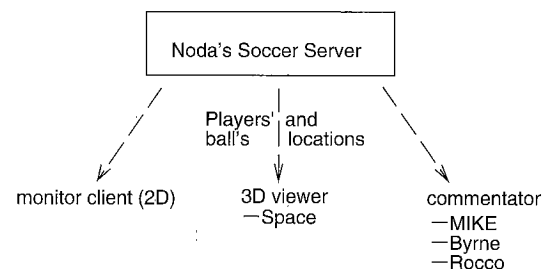 Noda's Soccer Server
Players' and
ball's locations
monitor client (2D)
3D viewer
—Space
commentator
—MIKE
—Byrne
—Rocco